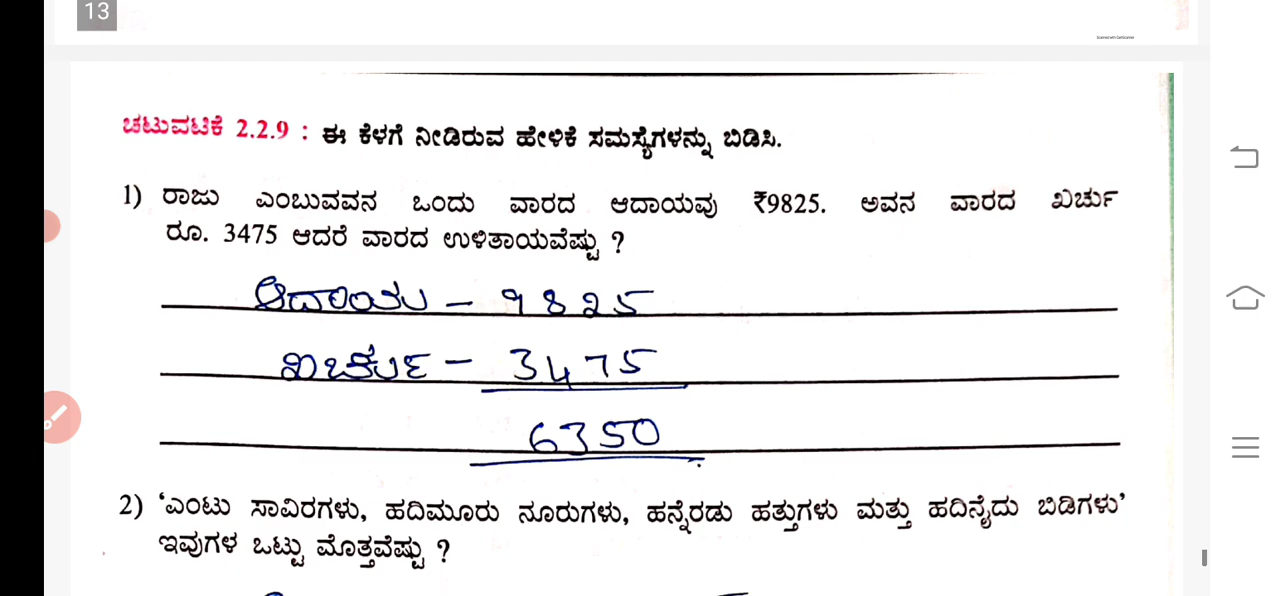 13
ಚಟುವಟಿಕೆ 2.2.9 : ಈ ಕೆಳಗೆ ನೀಡಿರುವ ಹೇಳಿಕೆ ಸಮಸ್ಯೆಗಳನ್ನು ಬಿಡಿಸಿ.
1) ರಾಜು ಎಂಬುವವನ ಒಂದು ವಾರದ ಆದಾಯವು ₹9825. ಅವನ ವಾರದ ಖರ್ಚು
ರೂ. 3475 ಆದರೆ ವಾರದ ಉಳಿತಾಯವೆಷ್ಟು ?
ಆದಾಯ - 9825
ಖರ್ಚು - 3475
6350
2) ‘ಎಂಟು ಸಾವಿರಗಳು, ಹದಿಮೂರು ನೂರುಗಳು, ಹನ್ನೆರಡು ಹತ್ತುಗಳು ಮತ್ತು ಹದಿನೈದು ಬಿಡಿಗಳು’
ಇವುಗಳ ಒಟ್ಟು ಮೊತ್ತವೆಷ್ಟು ?